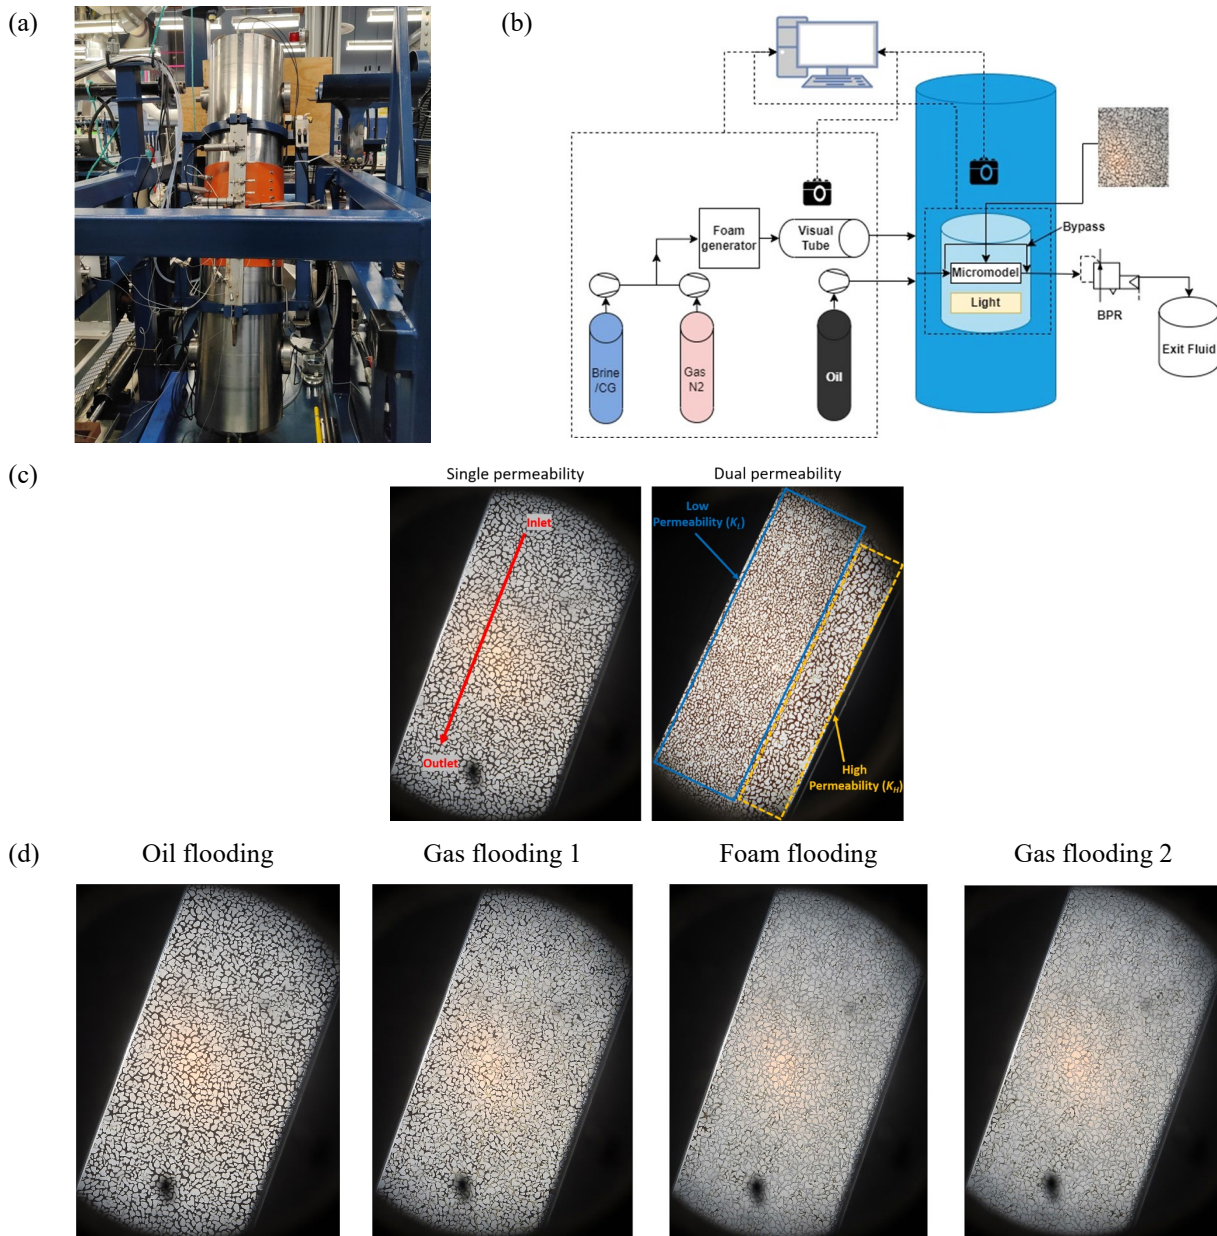 (a)
(b)
Foam
generator
Visual
Tube
Bypass
Micromodel
Light
BPR
Exit Fluid
Brine
/CG
Gas
N2
Oil
(c)
Single permeability
Dual permeability
Inlet
Outlet
Low
Permeability (K_L)
High
Permeability (K_H)
(d)
Oil flooding
Gas flooding 1
Foam flooding
Gas flooding 2